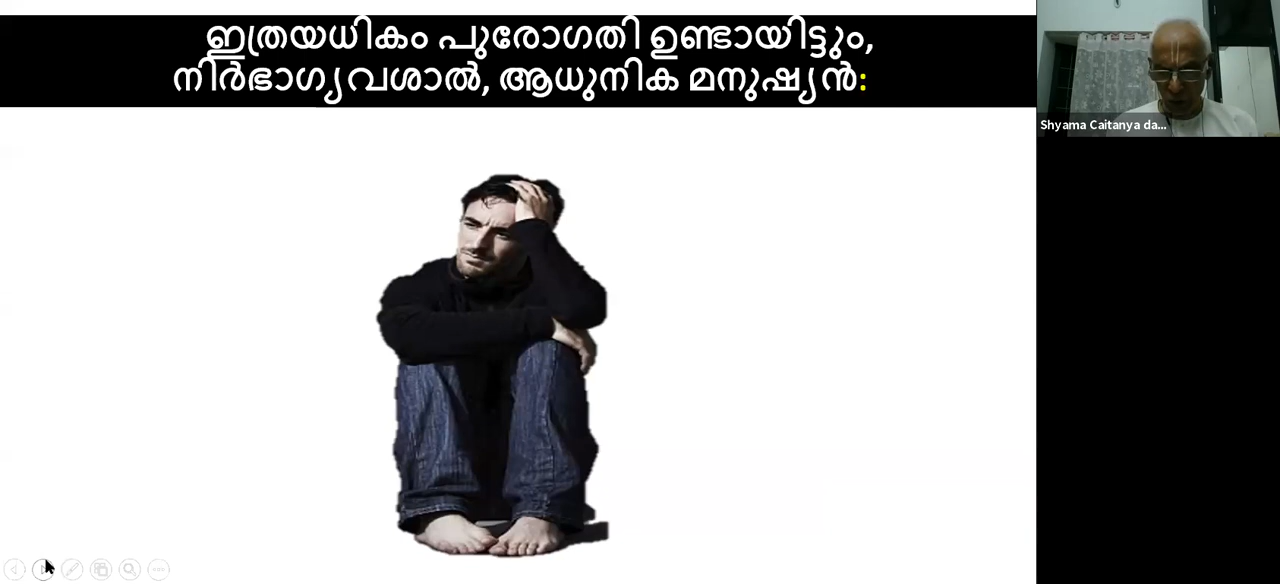 ഇത്രയധികം പുരോഗതി ഉണ്ടായിട്ടും,
നിർഭാഗ്യവശാൽ, ആധുനിക മനുഷ്യൻ:
Shyama Caitanya da...